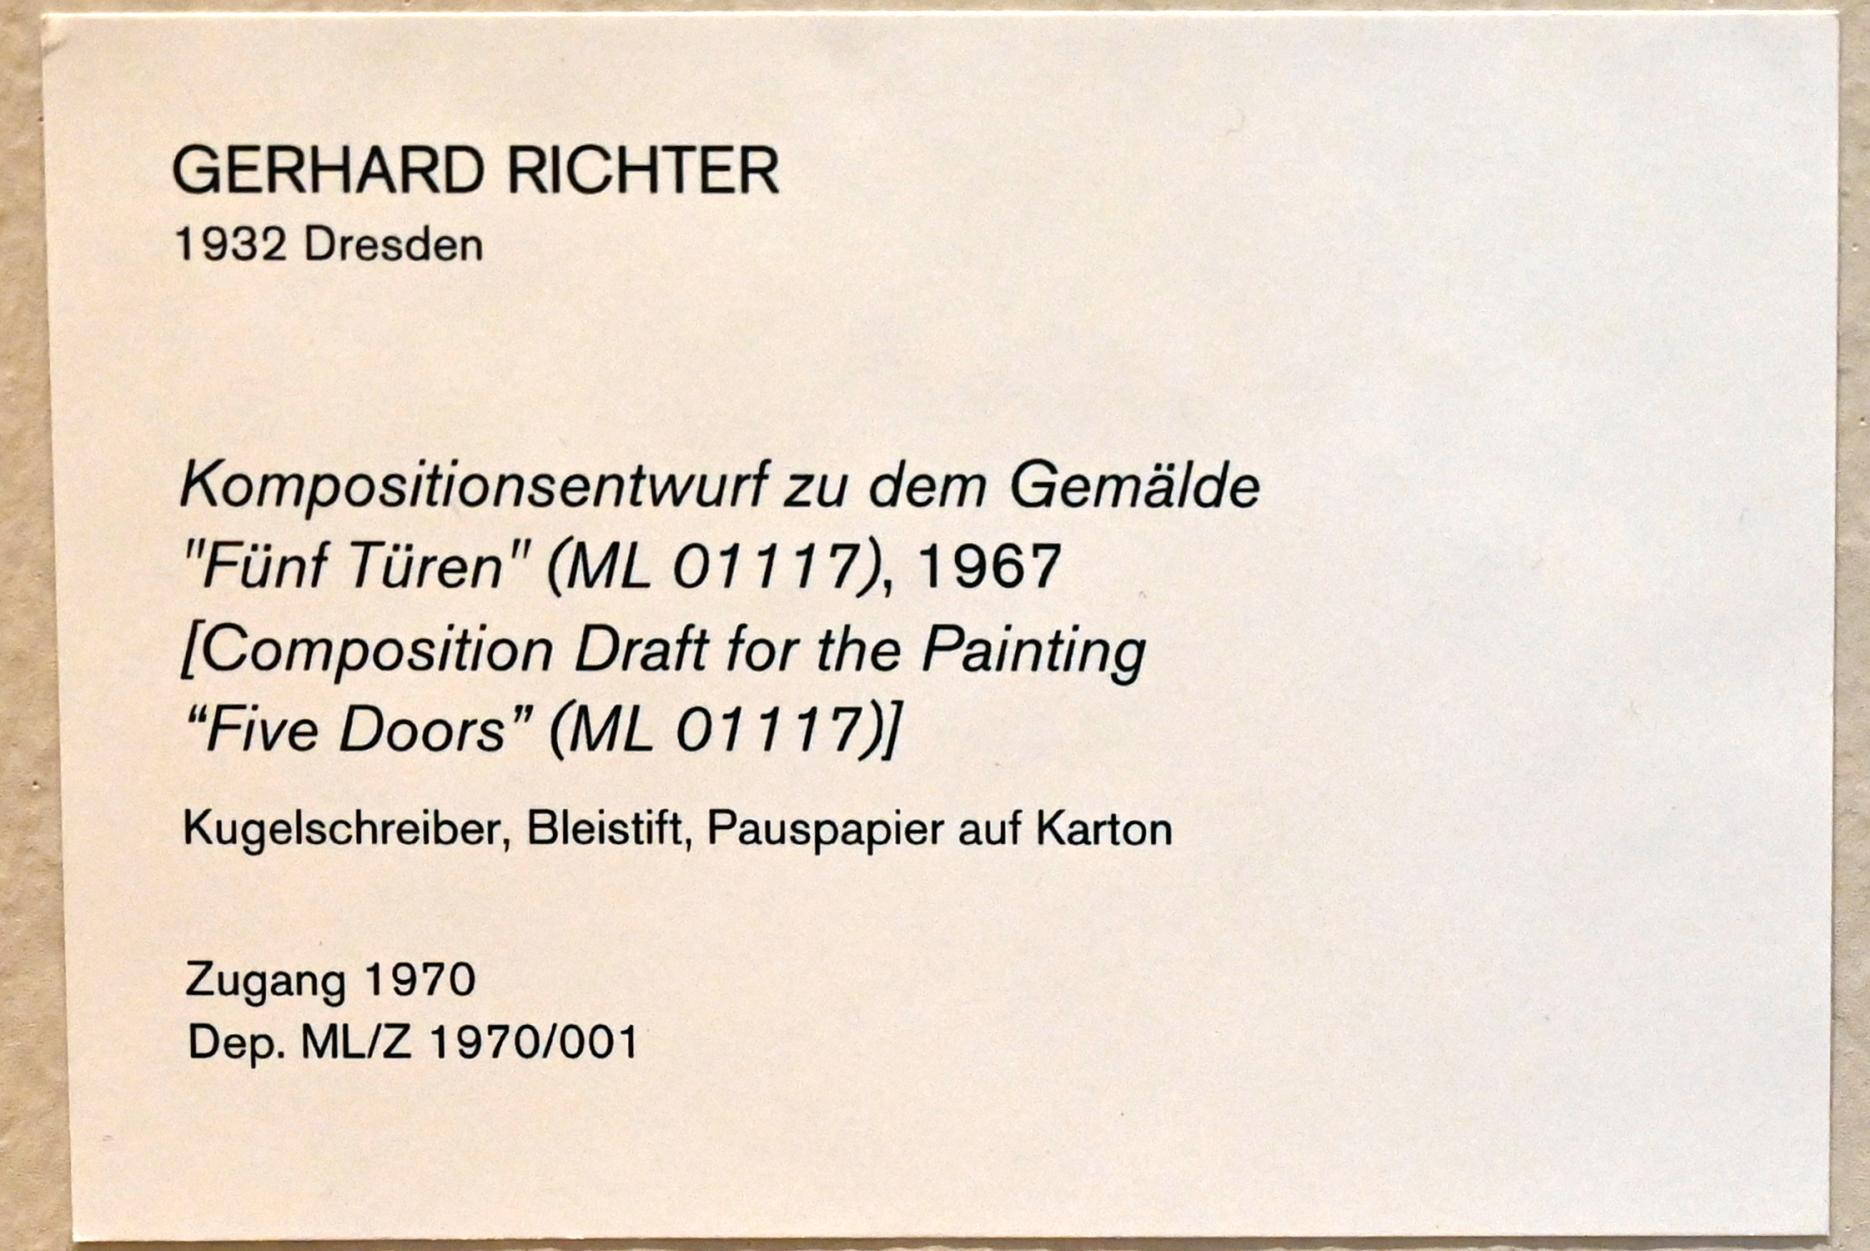 GERHARD RICHTER
1932 Dresden
Kompositionsentwurf zu dem Gemälde
"Fünf Türen" (ML 01117), 1967
[Composition Draft for the Painting
“Five Doors” (ML 01117)]
Kugelschreiber, Bleistift, Pauspapier auf Karton
Zugang 1970
Dep. ML/Z 1970/001